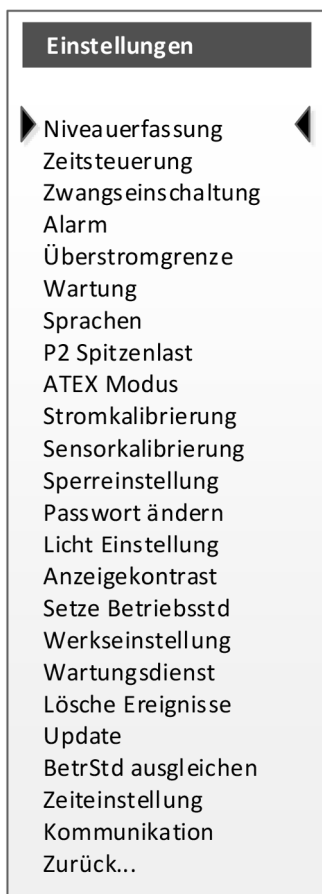 Einstellungen
Niveauerfassung
Zeitsteuerung
Zwangseinschaltung
Alarm
Überstromgrenze
Wartung
Sprachen
P2 Spitzenlast
ATEX Modus
Stromkalibrierung
Sensorkalibrierung
Sperreinstellung
Passwort ändern
Licht Einstellung
Anzeigekontrast
Setze Betriebsstd
Werkseinstellung
Wartungsdienst
Lösche Ereignisse
Update
BetrStd ausgleichen
Zeiteinstellung
Kommunikation
Zurück...